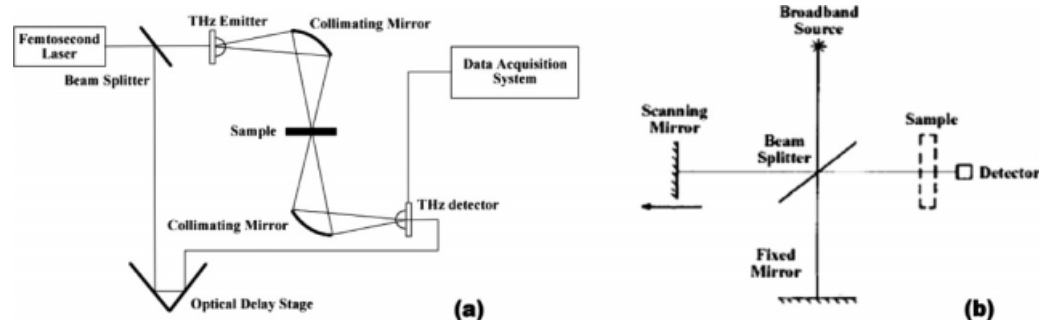 THz Emitter
Collimating Mirror
Femtosecond
Laser
Beam Splitter
Data Acquisition
System
Sample
THz detector
Collimating Mirror
Optical Delay Stage
(a)
Broadband
Source
Scanning
Mirror
Beam
Splitter
Sample
Detector
Fixed
Mirror
(b)